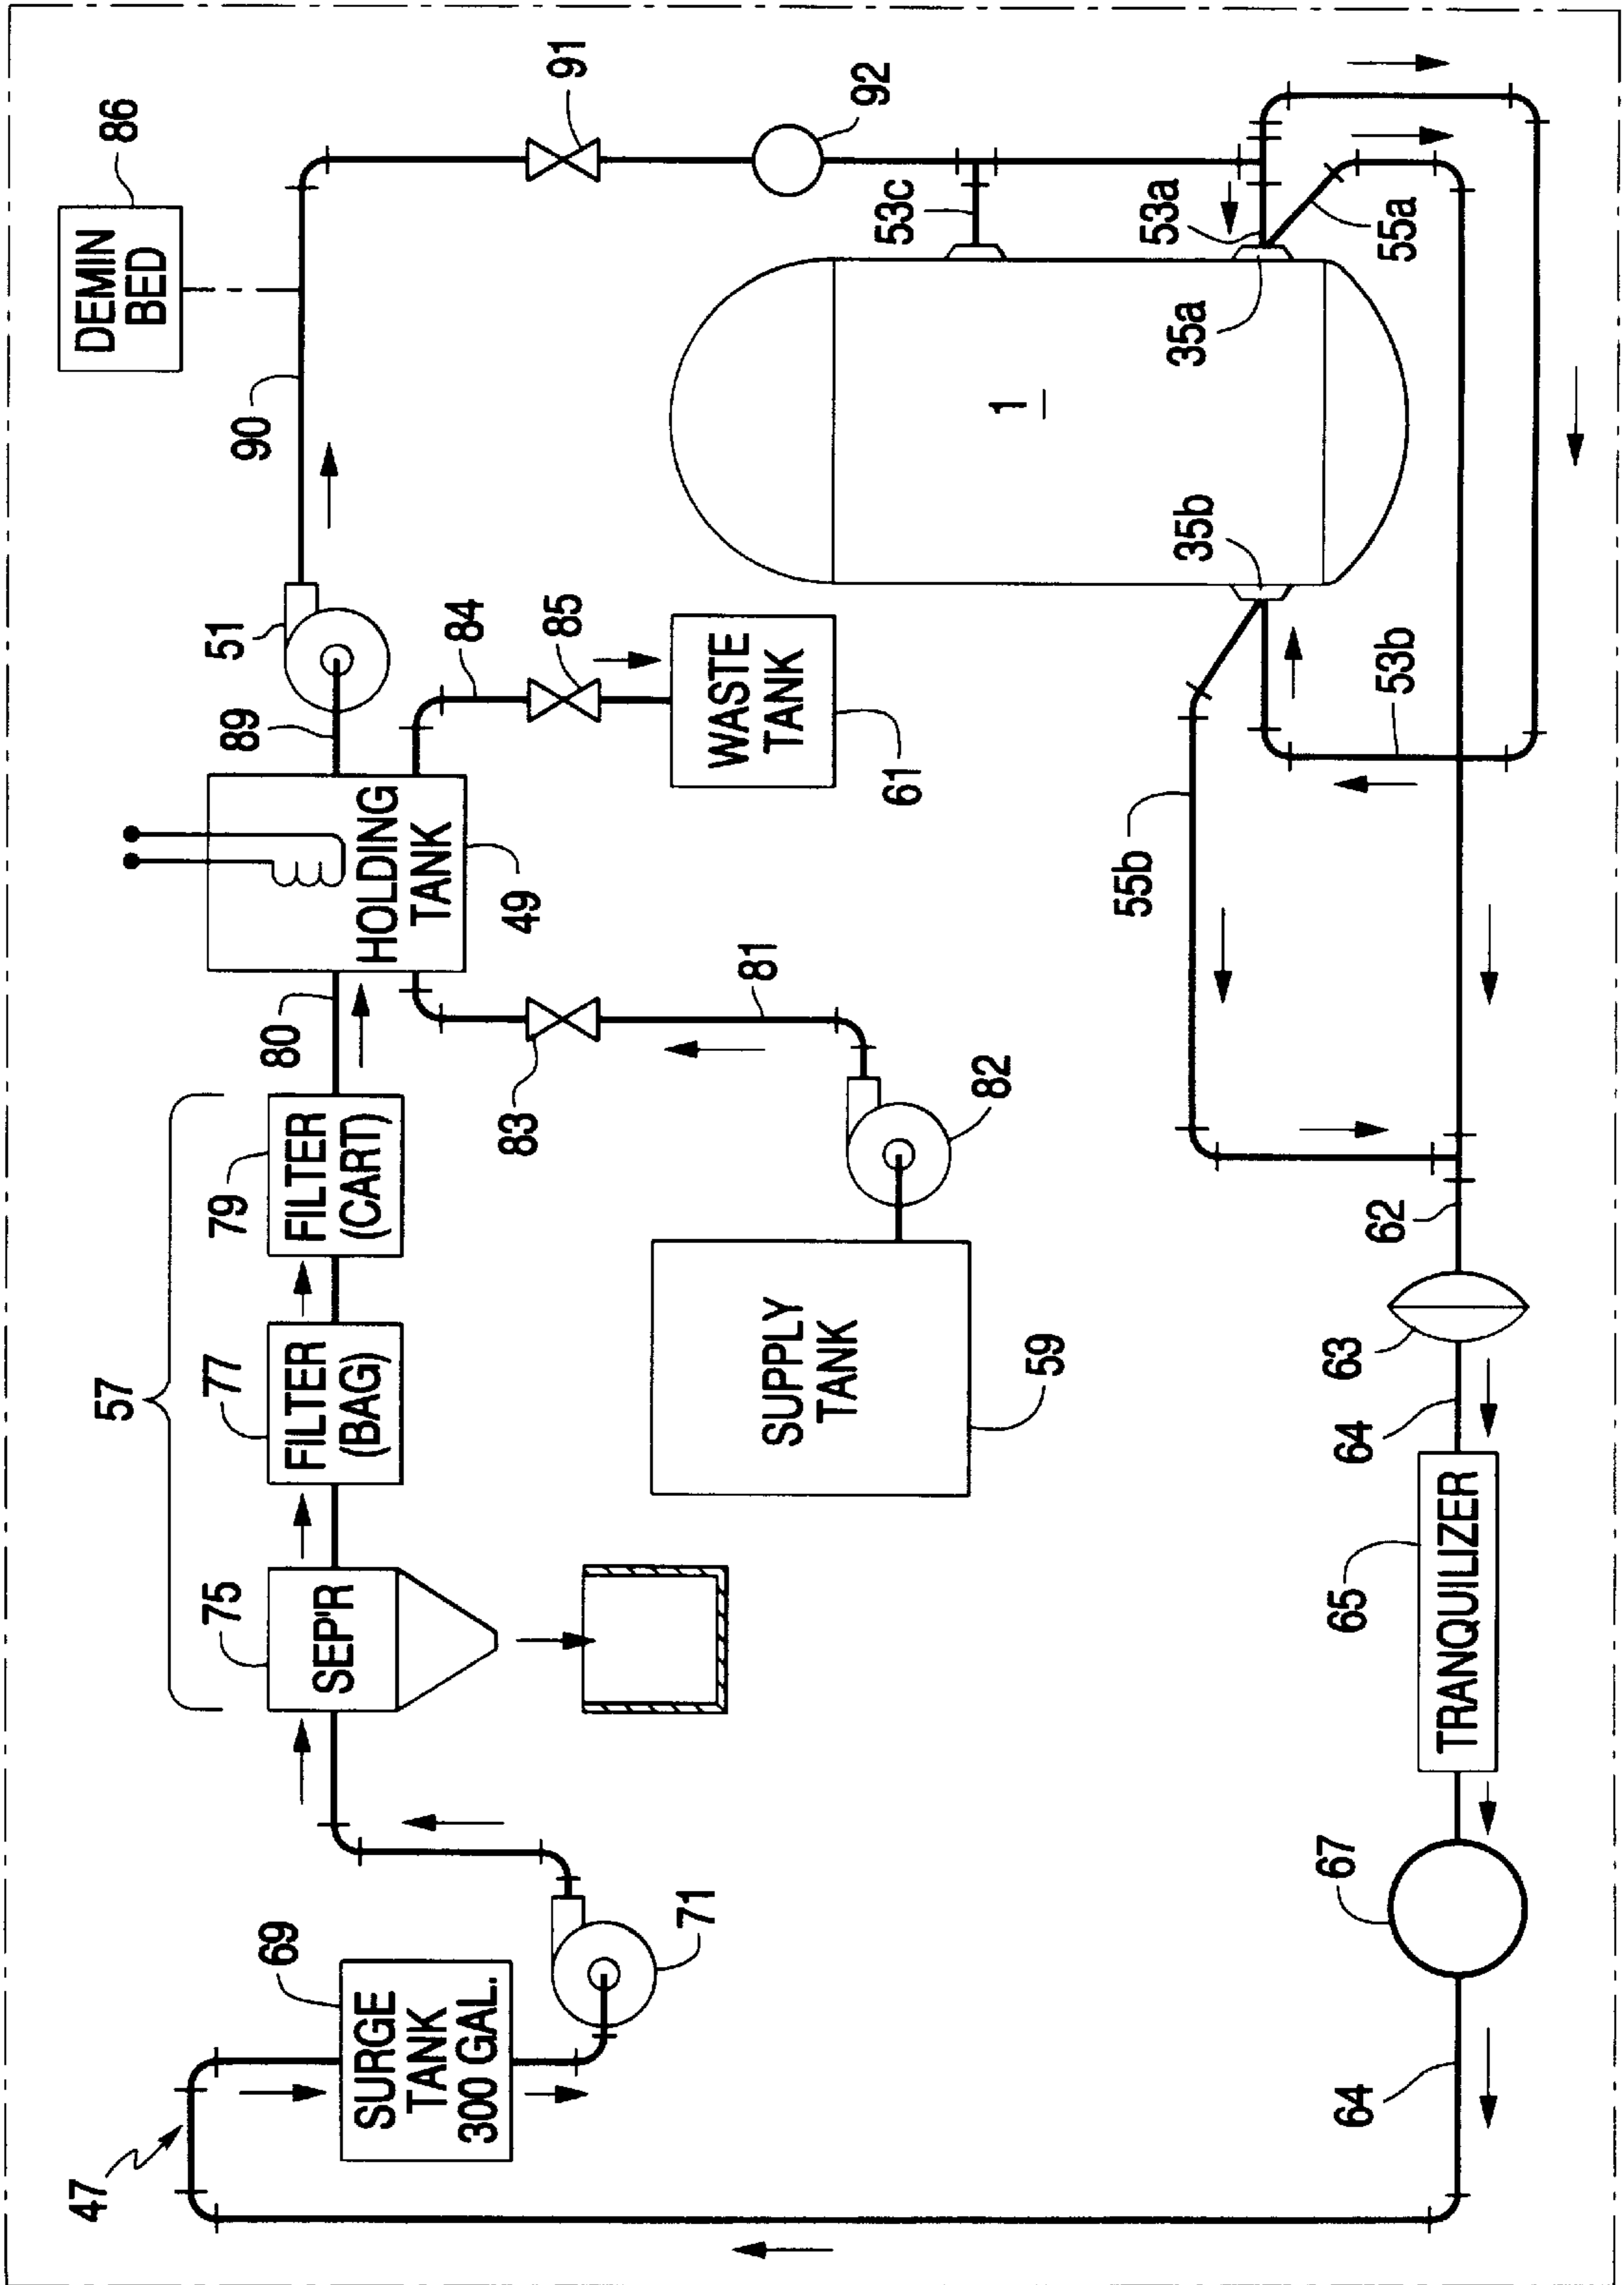 47
69
SURGE
TANK
300 GAL.
71
57
75
SEP'R
77
FILTER
(BAG)
79
FILTER
(CART)
80
HOLDING
TANK
49
89
51
90
DEMIN
BED
86
91
92
84
85
WASTE
TANK
61
81
83
82
SUPPLY
TANK
59
53c
53a
55a
35a
1
35b
53b
55b
62
63
64
TRANQUILIZER
65
67
64